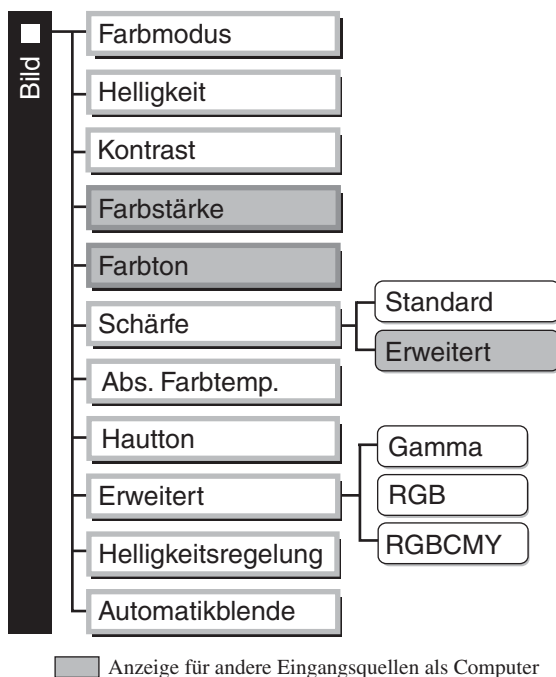 Bild
Farbmodus
Helligkeit
Kontrast
Farbstärke
Farbton
Schärfe
Standard
Erweitert
Abs. Farbtemp.
Hautton
Erweitert
Gamma
RGB
RGBCMY
Helligkeitsregelung
Automatikblende
Anzeige für andere Eingangsquellen als Computer